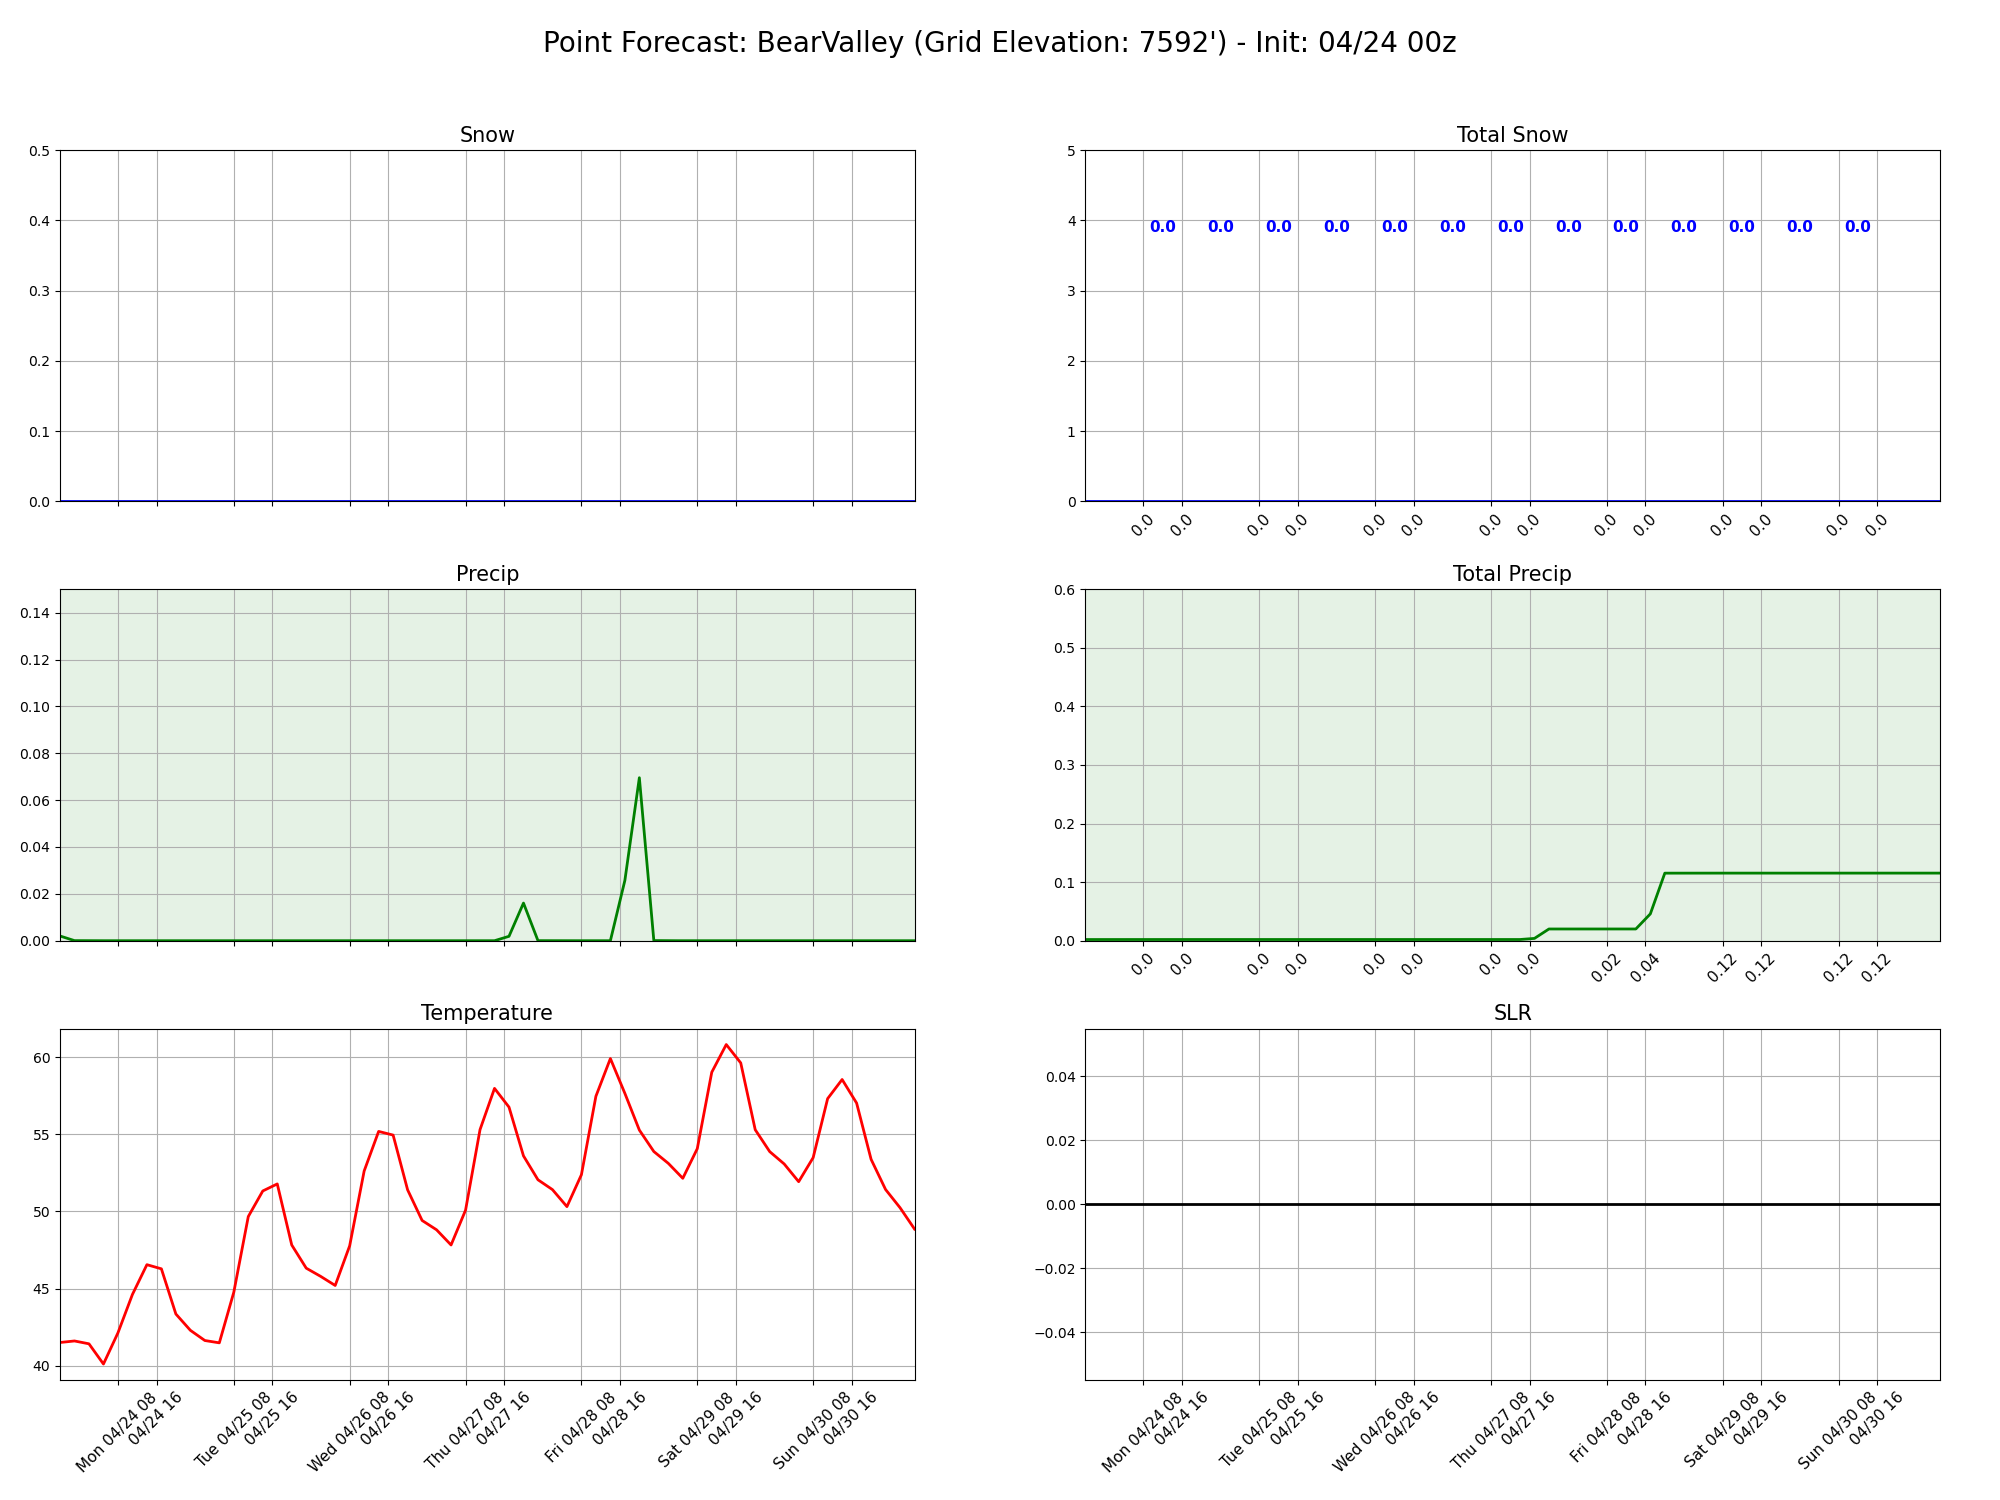 Point Forecast: BearValley (Grid Elevation: 7592') - Init: 04/24 00z
Snow
0.5
0.4
0.3
0.2
0.1
0.0
Total Snow
5
4
3
2
1
0
0.0 0.0 0.0 0.0 0.0 0.0 0.0 0.0 0.0 0.0 0.0 0.0 0.0
0.0 0.0 0.0 0.0 0.0 0.0 0.0 0.0 0.0 0.0 0.0 0.0 0.0 0.0
Precip
0.14
0.12
0.10
0.08
0.06
0.04
0.02
0.00
Total Precip
0.6
0.5
0.4
0.3
0.2
0.1
0.0
0.0 0.0 0.0 0.0 0.0 0.0 0.0 0.0 0.02 0.04 0.12 0.12 0.12 0.12
Temperature
60
55
50
45
40
Mon 04/24 08
04/24 16
Tue 04/25 08
04/25 16
Wed 04/26 08
04/26 16
Thu 04/27 08
04/27 16
Fri 04/28 08
04/28 16
Sat 04/29 08
04/29 16
Sun 04/30 08
04/30 16
SLR
0.04
0.02
0.00
−0.02
−0.04
Mon 04/24 08
04/24 16
Tue 04/25 08
04/25 16
Wed 04/26 08
04/26 16
Thu 04/27 08
04/27 16
Fri 04/28 08
04/28 16
Sat 04/29 08
04/29 16
Sun 04/30 08
04/30 16